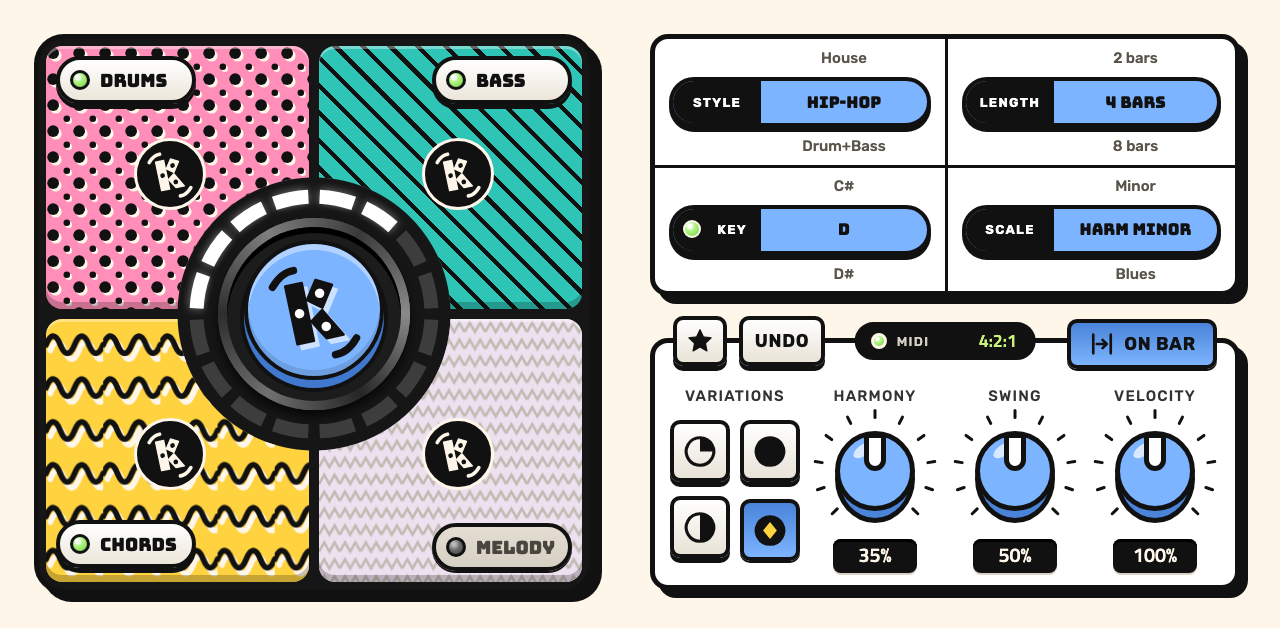 DRUMS
BASS
CHORDS
MELODY
K
K
K
K
K
House
STYLE HIP-HOP
Drum+Bass
2 bars
LENGTH 4 BARS
8 bars
C#
KEY D
D#
Minor
SCALE HARM MINOR
Blues
UNDO
MIDI 4:2:1
ON BAR
VARIATIONS
HARMONY
SWING
VELOCITY
35%
50%
100%